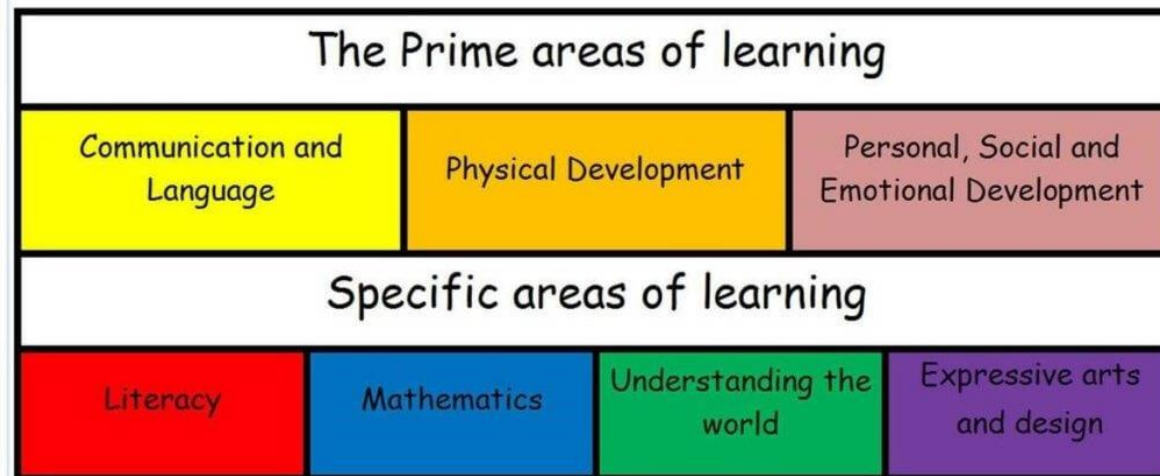 The Prime areas of learning
Communication and
Language
Physical Development
Personal, Social and
Emotional Development
Specific areas of learning
Literacy
Mathematics
Understanding the
world
Expressive arts
and design